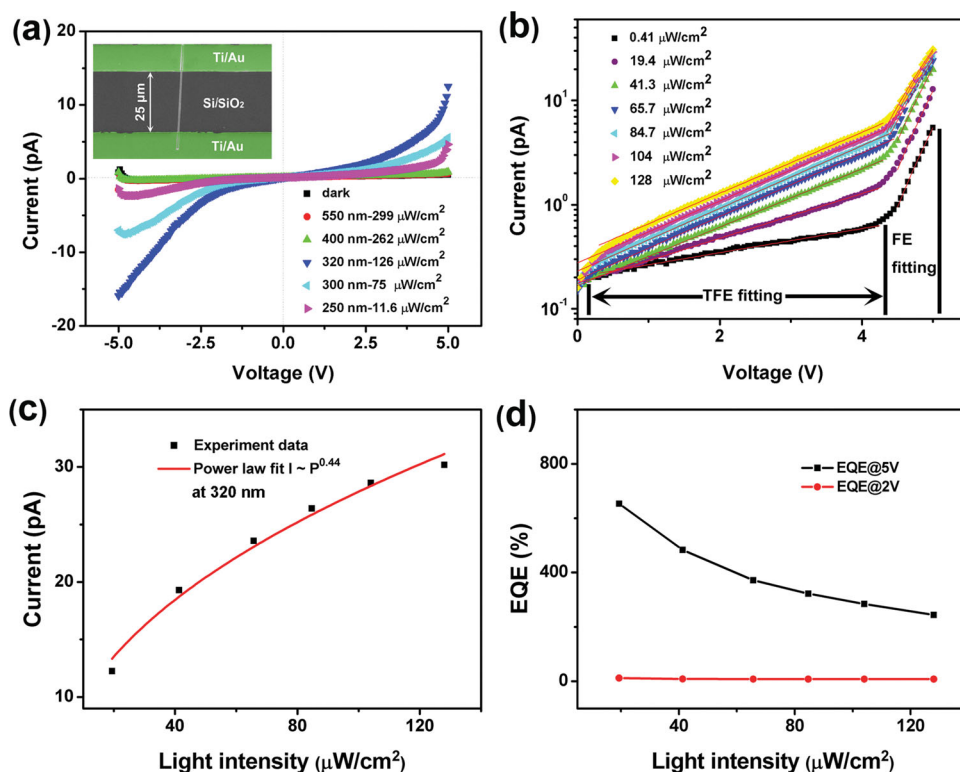 (a)
20
10
0
-10
-20
Current (pA)
-5.0 -2.5 0.0 2.5 5.0
Voltage (V)
Ti/Au
25 μm
Si/SiO₂
Ti/Au
dark
550 nm-299 μW/cm²
400 nm-262 μW/cm²
320 nm-126 μW/cm²
300 nm-75 μW/cm²
250 nm-11.6 μW/cm²
(b)
10¹
10⁰
10⁻¹
Current (pA)
0 2 4
Voltage (V)
0.41 μW/cm²
19.4 μW/cm²
41.3 μW/cm²
65.7 μW/cm²
84.7 μW/cm²
104 μW/cm²
128 μW/cm²
FE
fitting
TFE fitting
(c)
30
20
10
Current (pA)
40 80 120
Light intensity (μW/cm²)
Experiment data
Power law fit I ~ P⁰·⁴⁴
at 320 nm
(d)
800
400
0
EQE (%)
40 80 120
Light intensity (μW/cm²)
EQE@5V
EQE@2V